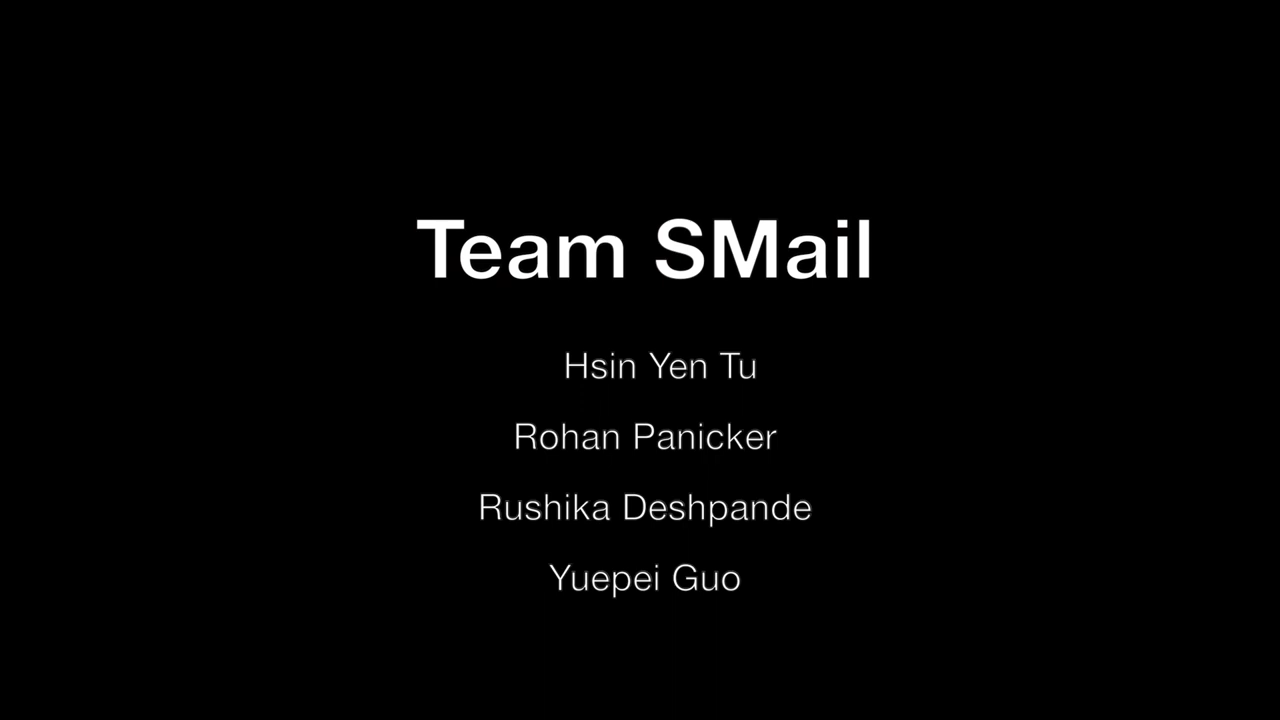 Team SMail
Hsin Yen Tu
Rohan Panicker
Rushika Deshpande
Yuepei Guo